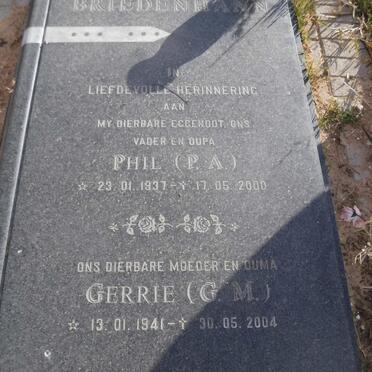 BRIEDENHANN
IN
LIEFDEVOLLE HERINNERING
AAN
MY DIERBARE EGGENOOT, ONS
VADER EN OUPA
PHIL (P. A.)
☆ 23. 01. 1937 - ✝ 17. 05. 2000
ONS DIERBARE MOEDER EN OUMA
GERRIE (G. M.)
☆ 13. 01. 1941 - ✝ 30. 05. 2004